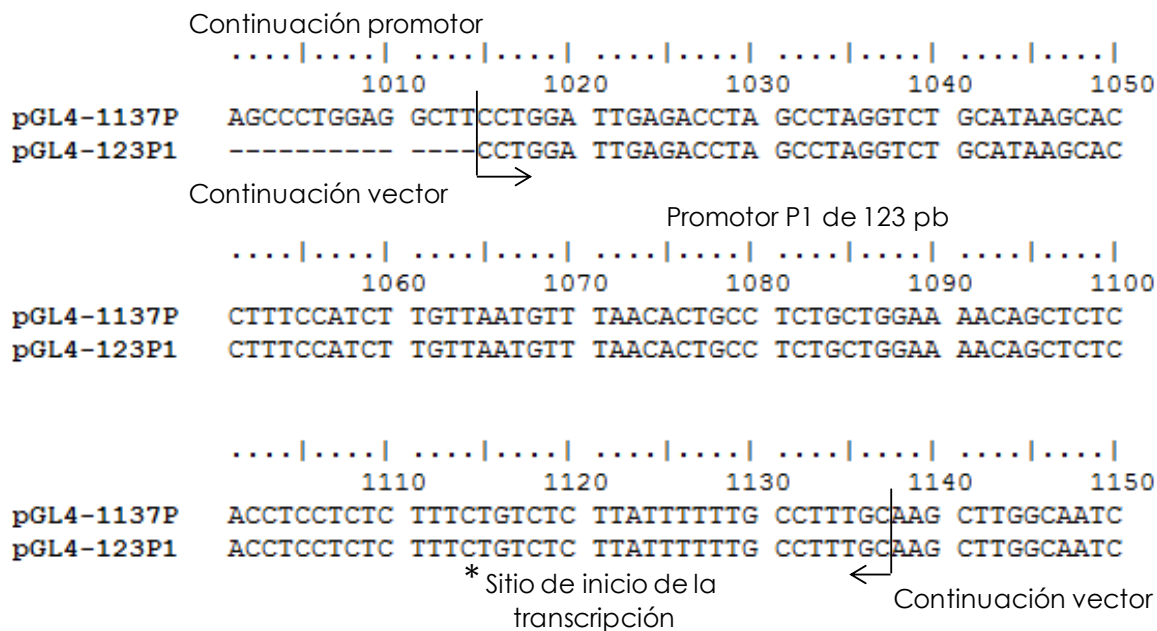 Continuación promotor
....|....| ....|....| ....|....| ....|....| ....|....|
1010 1020 1030 1040 1050
pGL4-1137P AGCCCTGGAG GCTTCCTGGA TTGAGACCTA GCCTAGGTCT GCATAAGCAC
pGL4-123P1 ---------- ----CCTGGA TTGAGACCTA GCCTAGGTCT GCATAAGCAC
Continuación vector
Promotor P1 de 123 pb
....|....| ....|....| ....|....| ....|....| ....|....|
1060 1070 1080 1090 1100
pGL4-1137P CTTTCCATCT TGTTAATGTT TAACACTGCC TCTGCTGGAA AACAGCTCTC
pGL4-123P1 CTTTCCATCT TGTTAATGTT TAACACTGCC TCTGCTGGAA AACAGCTCTC
....|....| ....|....| ....|....| ....|....| ....|....|
1110 1120 1130 1140 1150
pGL4-1137P ACCTCCTCTC TTTCTGTCTC TTATTTTTTG CCTTTGCAAG CTTGGCAATC
pGL4-123P1 ACCTCCTCTC TTTCTGTCTC TTATTTTTTG CCTTTGCAAG CTTGGCAATC
* Sitio de inicio de la
transcripción
Continuación vector